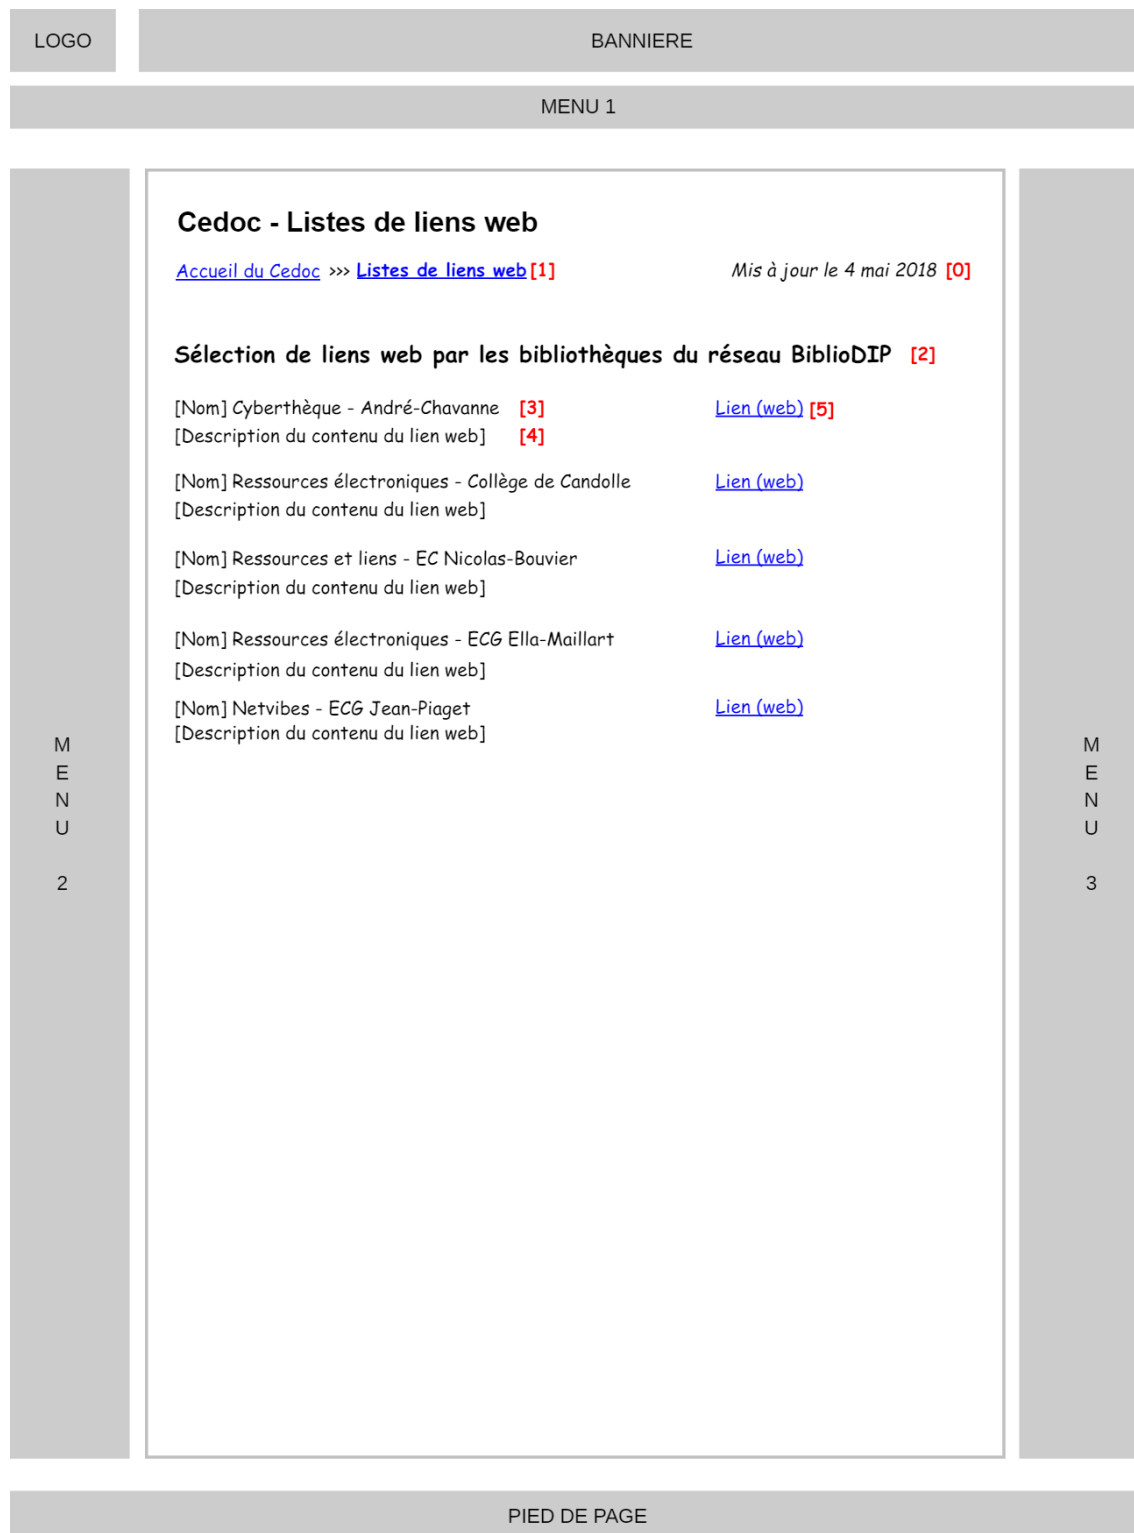 LOGO
BANNIERE
MENU 1
Cedoc - Listes de liens web
Accueil du Cedoc >>> Listes de liens web [1] Mis à jour le 4 mai 2018 [0]
Sélection de liens web par les bibliothèques du réseau BiblioDIP [2]
[Nom] Cyberthèque - André-Chavanne [3] Lien (web) [5]
[Description du contenu du lien web] [4]
[Nom] Ressources électroniques - Collège de Candolle Lien (web)
[Description du contenu du lien web]
[Nom] Ressources et liens - EC Nicolas-Bouvier Lien (web)
[Description du contenu du lien web]
[Nom] Ressources électroniques - ECG Ella-Maillart Lien (web)
[Description du contenu du lien web]
[Nom] Netvibes - ECG Jean-Piaget Lien (web)
[Description du contenu du lien web]
MENU 2
MENU 3
PIED DE PAGE